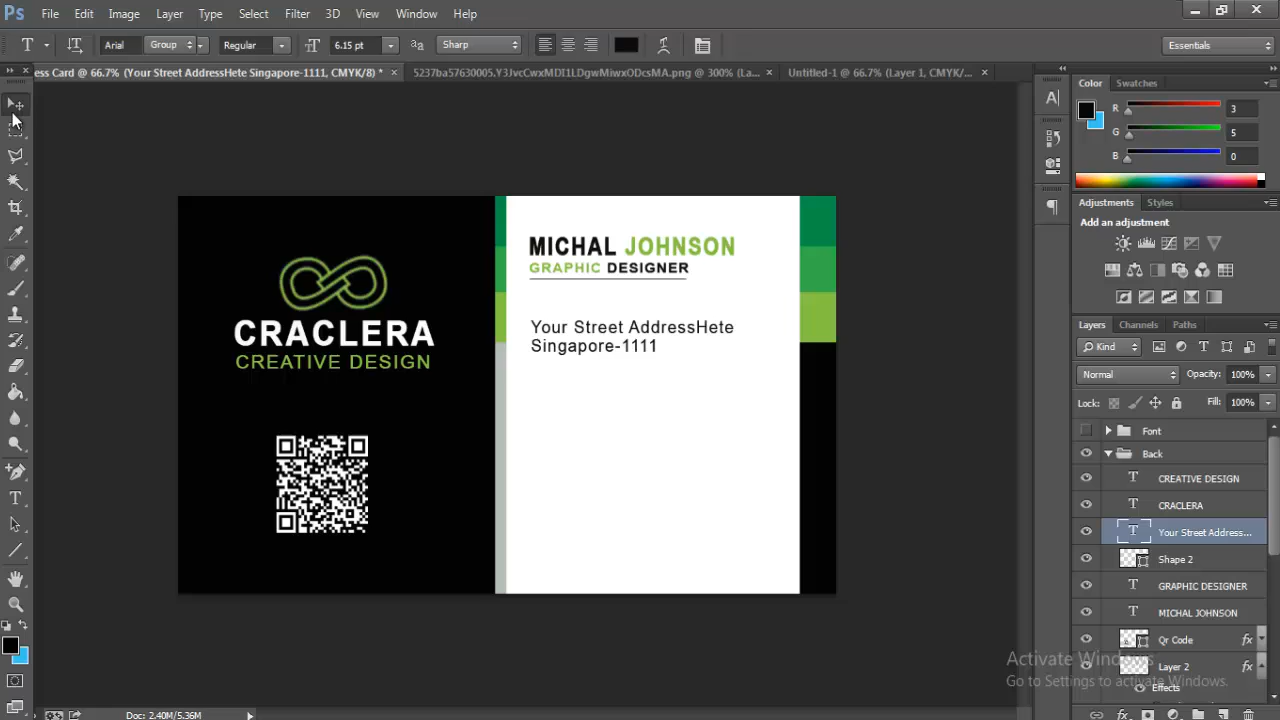 Ps File Edit Image Layer Type Select Filter 3D View Window Help
T Arial Group Regular 6.15 pt Sharp Essentials
ess Card @ 66.7% (Your Street AddressHete Singapore-1111, CMYK/8) * × 5237ba57630005.Y3JvcCwxMDI1LDgwMiwxODcsMA.png @ 300% (La... × Untitled-1 @ 66.7% (Layer 1, CMYK/... ×
Color Swatches
R 3
G 5
B 0
Adjustments Styles
Add an adjustment
MICHAL JOHNSON
GRAPHIC DESIGNER
Your Street AddressHete
Singapore-1111
CRACLERA
CREATIVE DESIGN
Layers Channels Paths
Kind
Normal Opacity: 100%
Lock: Fill: 100%
Font
Back
CREATIVE DESIGN
CRACLERA
Your Street Address...
Shape 2
GRAPHIC DESIGNER
MICHAL JOHNSON
Qr Code fx
Layer 2 fx
Effects
Activate Windows
Go to Settings to activate Windows.
Doc: 2.40M/5.36M